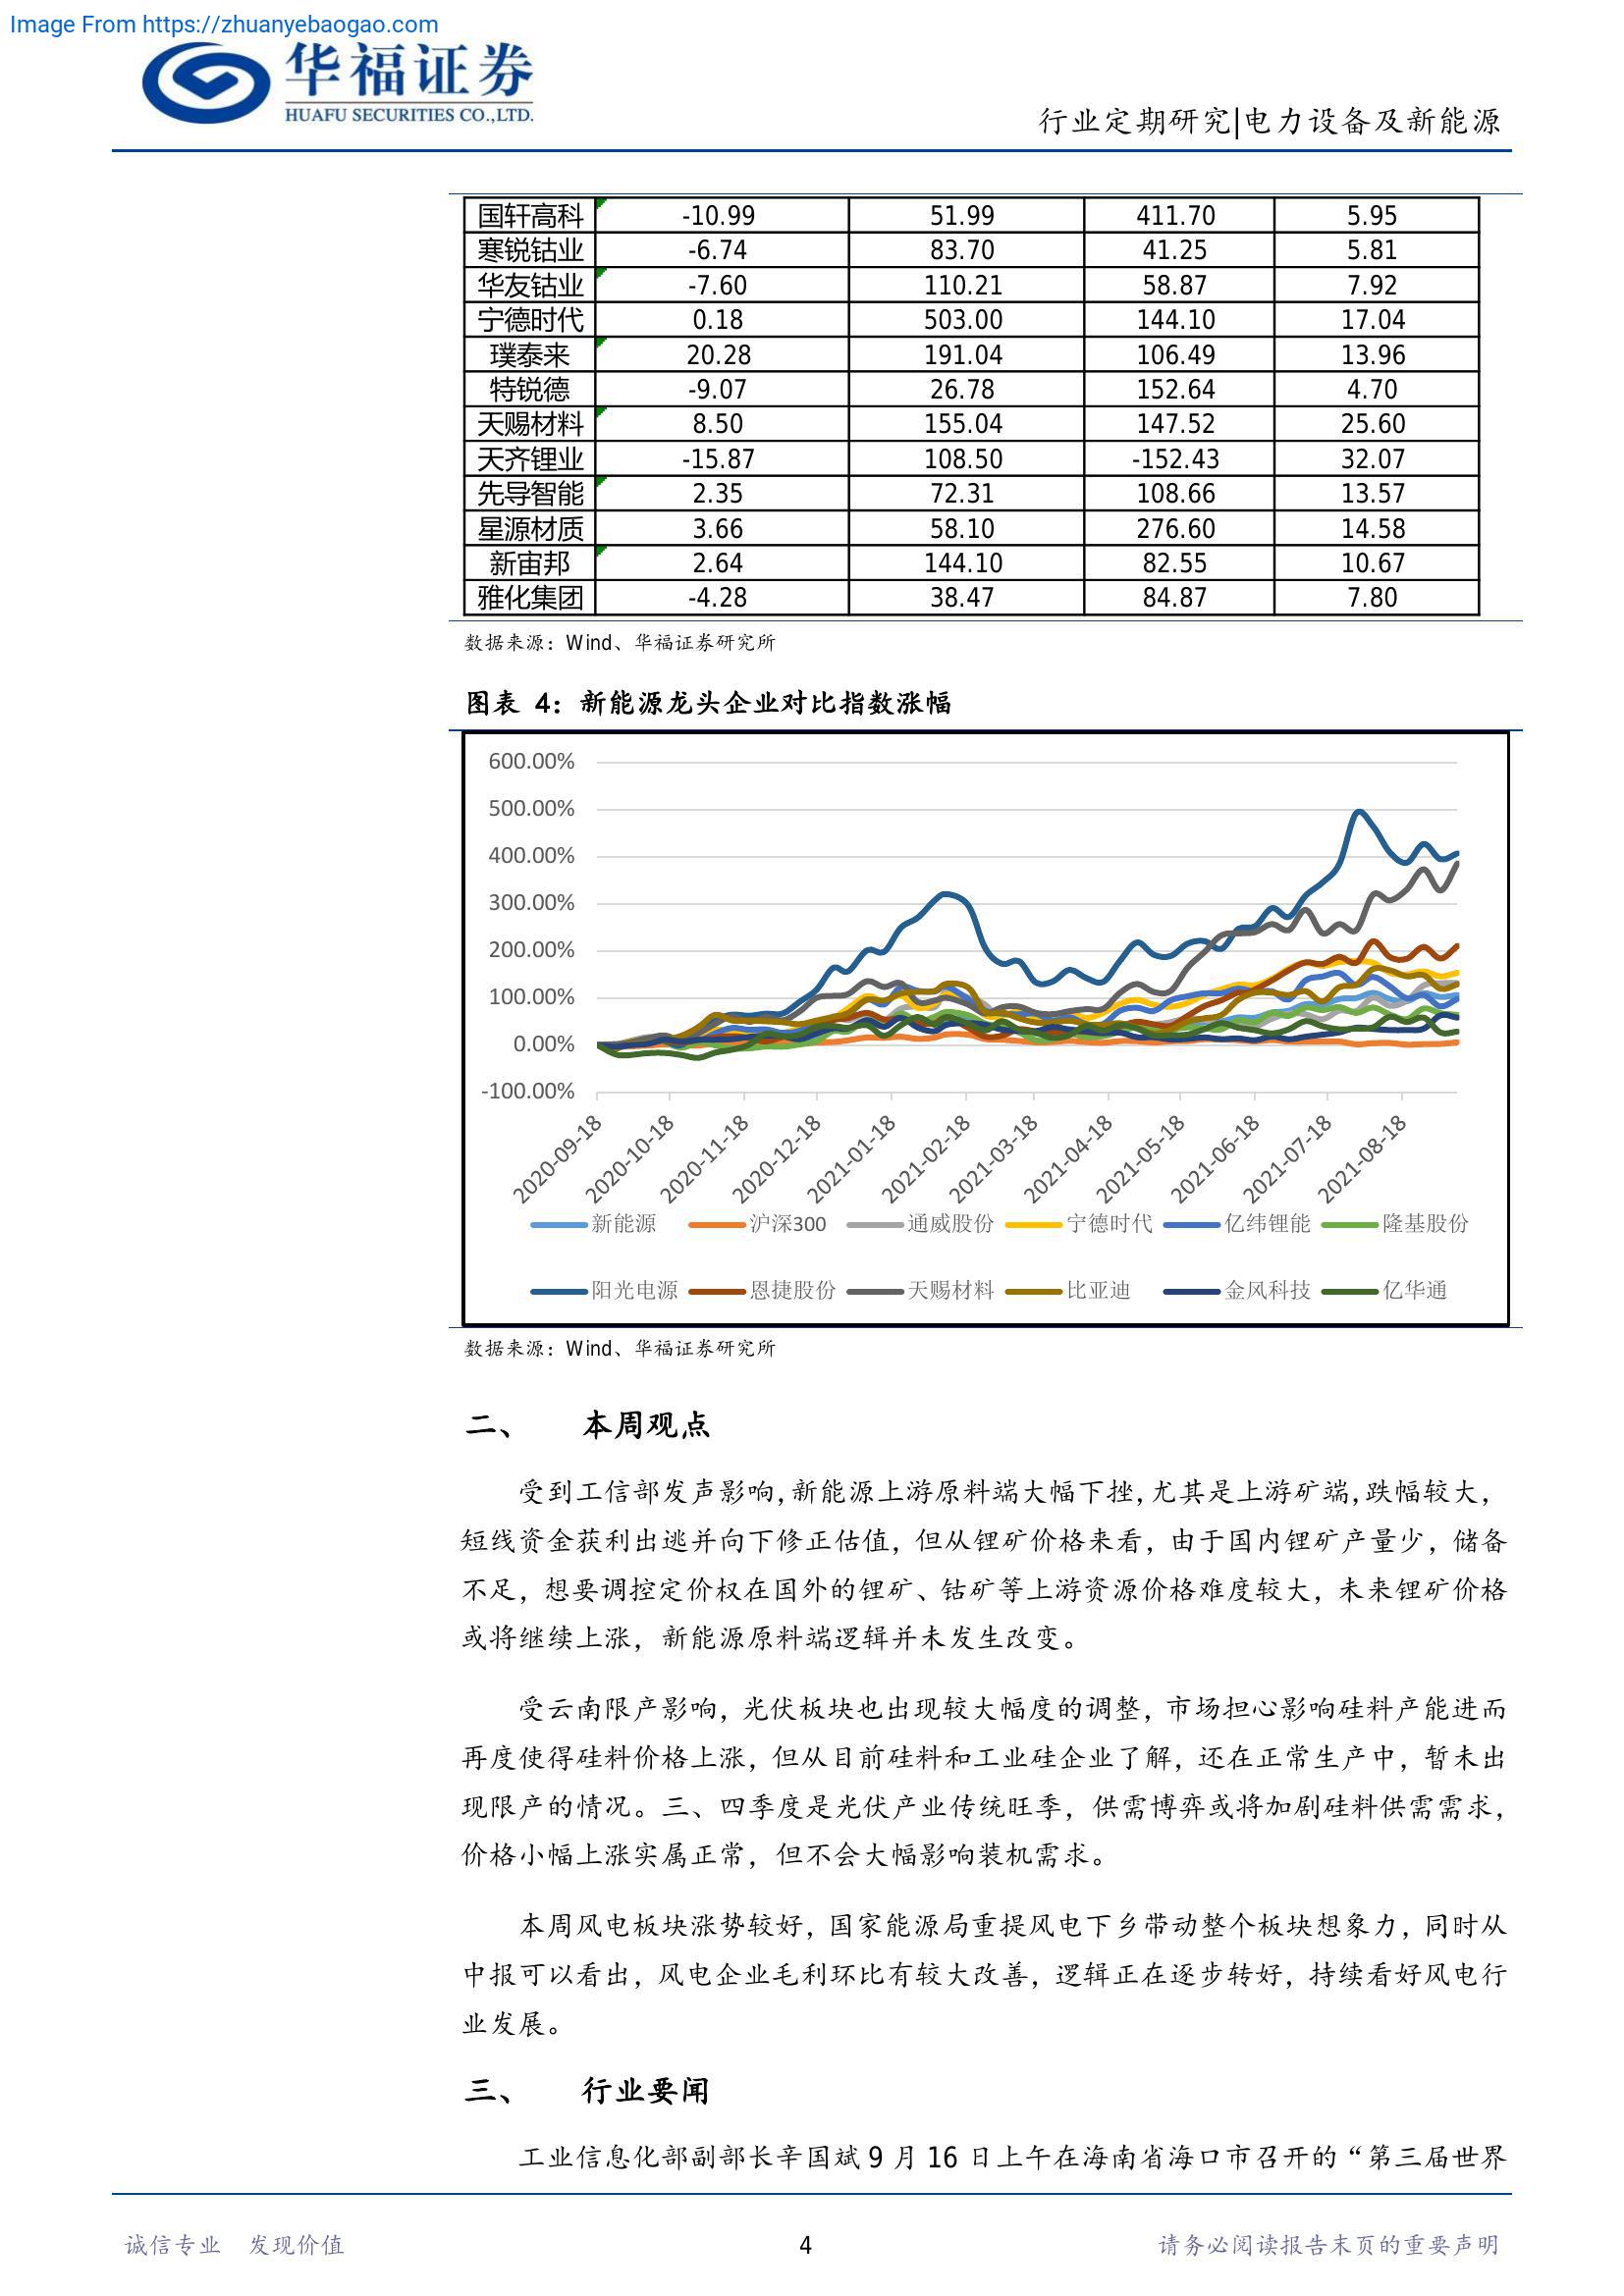 Image From https://zhuanyebaogao.com
华福证券
HUAFU SECURITIES CO.,LTD.
行业定期研究|电力设备及新能源
国轩高科 -10.99 51.99 411.70 5.95
寒锐钴业 -6.74 83.70 41.25 5.81
华友钴业 -7.60 110.21 58.87 7.92
宁德时代 0.18 503.00 144.10 17.04
璞泰来 20.28 191.04 106.49 13.96
特锐德 -9.07 26.78 152.64 4.70
天赐材料 8.50 155.04 147.52 25.60
天齐锂业 -15.87 108.50 -152.43 32.07
先导智能 2.35 72.31 108.66 13.57
星源材质 3.66 58.10 276.60 14.58
新宙邦 2.64 144.10 82.55 10.67
雅化集团 -4.28 38.47 84.87 7.80
数据来源：Wind、华福证券研究所
图表 4：新能源龙头企业对比指数涨幅
600.00%
500.00%
400.00%
300.00%
200.00%
100.00%
0.00%
-100.00%
2020-09-18 2020-10-18 2020-11-18 2020-12-18 2021-01-18 2021-02-18 2021-03-18 2021-04-18 2021-05-18 2021-06-18 2021-07-18 2021-08-18
新能源 沪深300 通威股份 宁德时代 亿纬锂能 隆基股份
阳光电源 恩捷股份 天赐材料 比亚迪 金风科技 亿华通
数据来源：Wind、华福证券研究所
二、 本周观点
受到工信部发声影响，新能源上游原料端大幅下挫，尤其是上游矿端，跌幅较大，
短线资金获利出逃并向下修正估值，但从锂矿价格来看，由于国内锂矿产量少，储备
不足，想要调控定价权在国外的锂矿、钴矿等上游资源价格难度较大，未来锂矿价格
或将继续上涨，新能源原料端逻辑并未发生改变。
受云南限产影响，光伏板块也出现较大幅度的调整，市场担心影响硅料产能进而
再度使得硅料价格上涨，但从目前硅料和工业硅企业了解，还在正常生产中，暂未出
现限产的情况。三、四季度是光伏产业传统旺季，供需博弈或将加剧硅料供需需求，
价格小幅上涨实属正常，但不会大幅影响装机需求。
本周风电板块涨势较好，国家能源局重提风电下乡带动整个板块想象力，同时从
中报可以看出，风电企业毛利环比有较大改善，逻辑正在逐步转好，持续看好风电行
业发展。
三、 行业要闻
工业信息化部副部长辛国斌 9 月 16 日上午在海南省海口市召开的“第三届世界
诚信专业 发现价值 4 请务必阅读报告末页的重要声明